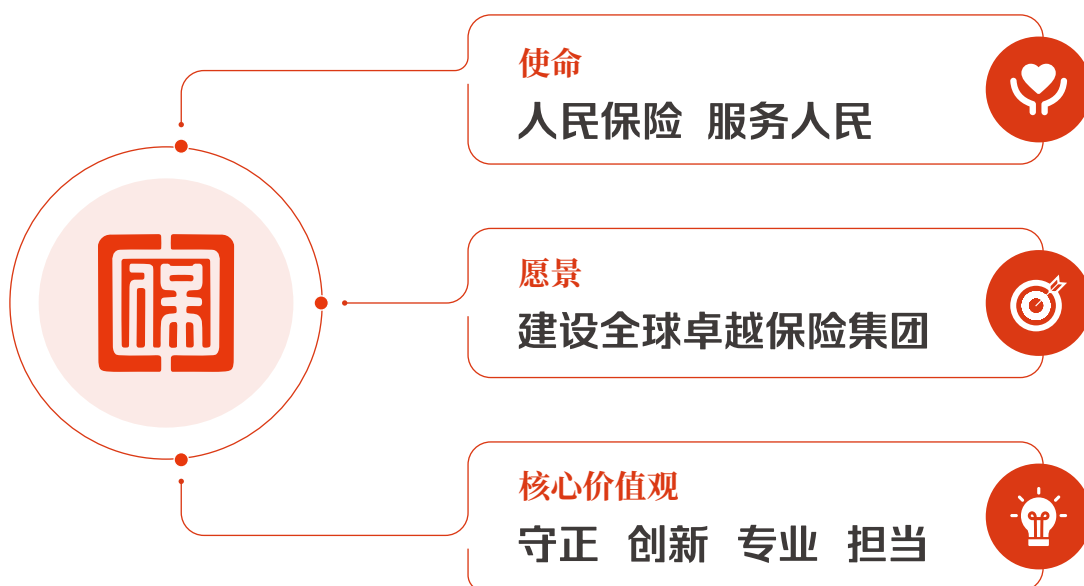 保
使命
人民保险 服务人民
愿景
建设全球卓越保险集团
核心价值观
守正 创新 专业 担当